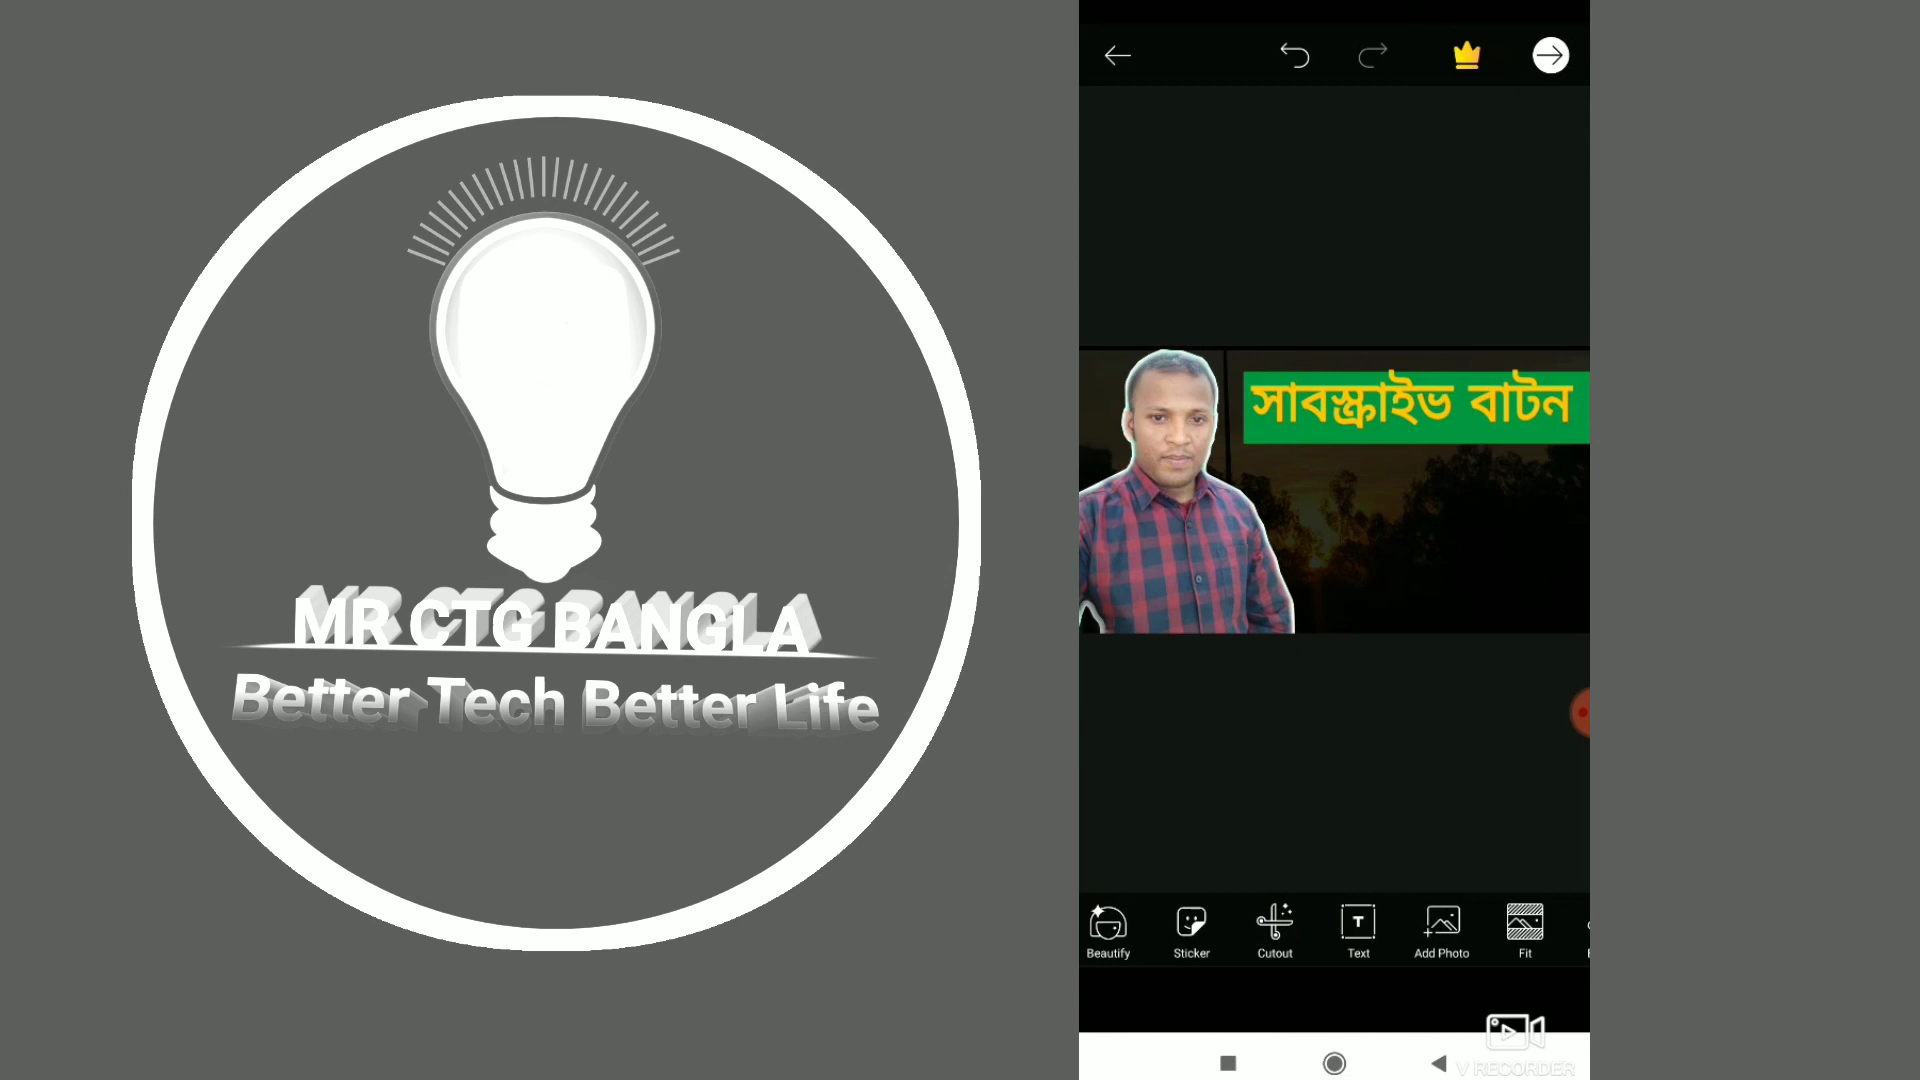 MR CTG BANGLA
Better Tech Better Life
সাবস্ক্রাইভ বাটন
Beautify
Sticker
Cutout
Text
Add Photo
Fit
V RECORDER